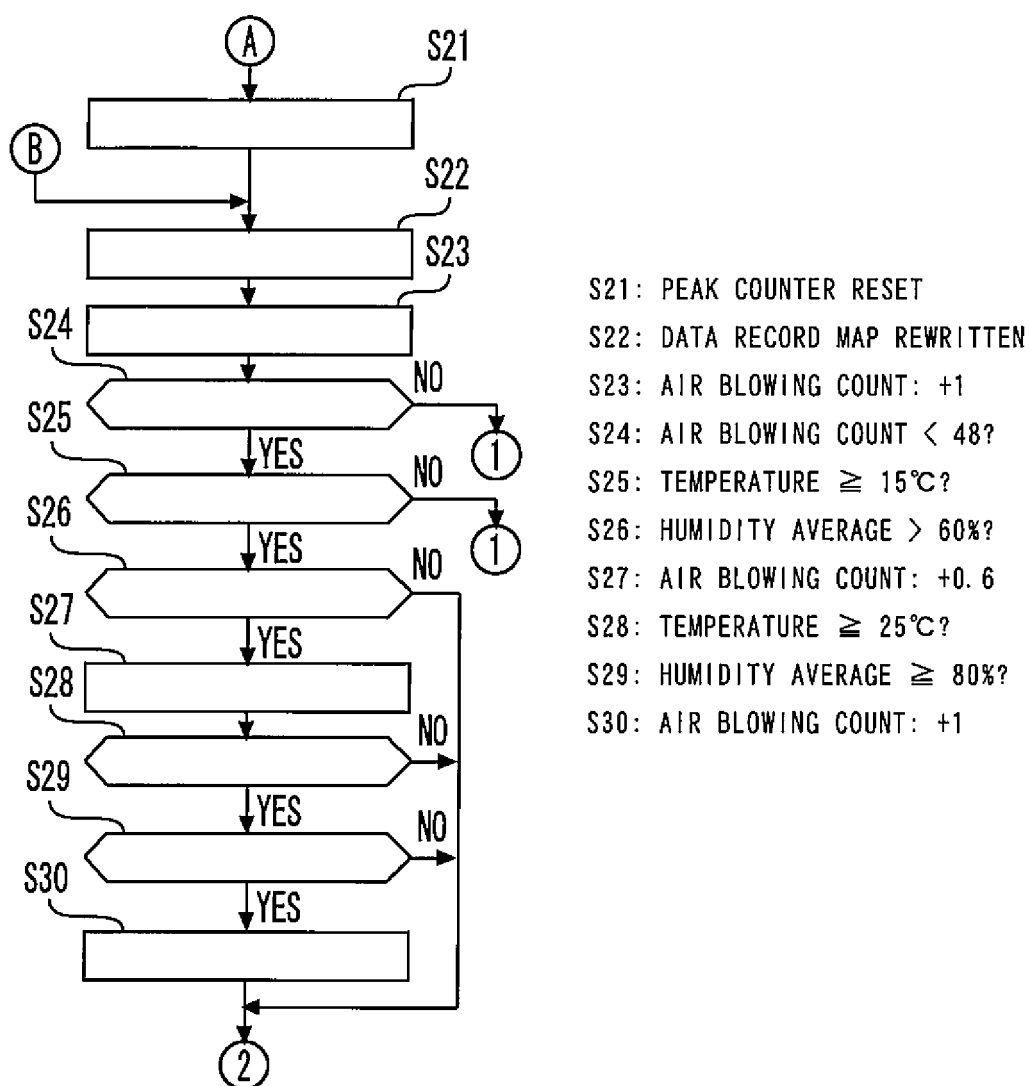 A
S21
B
S22
S23
S24
NO
S25
YES
1
NO
S26
YES
1
NO
S27
YES
S28
NO
S29
YES
NO
S30
YES
2
S21: PEAK COUNTER RESET
S22: DATA RECORD MAP REWRITTEN
S23: AIR BLOWING COUNT: +1
S24: AIR BLOWING COUNT < 48?
S25: TEMPERATURE ≧ 15℃?
S26: HUMIDITY AVERAGE > 60%?
S27: AIR BLOWING COUNT: +0.6
S28: TEMPERATURE ≧ 25℃?
S29: HUMIDITY AVERAGE ≧ 80%?
S30: AIR BLOWING COUNT: +1